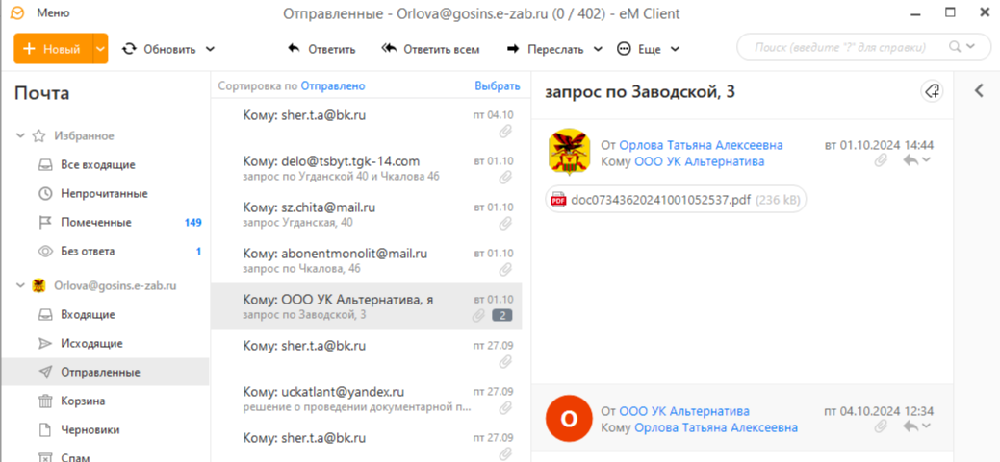 Меню
Отправленные - Orlova@gosins.e-zab.ru (0 / 402) - eM Client
Новый
Обновить
Ответить
Ответить всем
Переслать
Еще
Поиск (введите "?" для справки)
Почта
Избранное
Все входящие
Непрочитанные
Помеченные 149
Без ответа 1
Orlova@gosins.e-zab.ru
Входящие
Исходящие
Отправленные
Корзина
Черновики
Спам
Сортировка по Отправлено Выбрать
Кому: sher.t.a@bk.ru пт 04.10
Кому: delo@tsbyt.tgk-14.com вт 01.10
запрос по Угданской 40 и Чкалова 46
Кому: sz.chita@mail.ru вт 01.10
запрос Угданская, 40
Кому: abonentmonolit@mail.ru вт 01.10
запрос по Чкалова, 46
Кому: ООО УК Альтернатива, я вт 01.10
запрос по Заводской, 3 2
Кому: sher.t.a@bk.ru пт 27.09
Кому: uckatlant@yandex.ru пт 27.09
решение о проведении документарной п...
Кому: sher.t.a@bk.ru пт 27.09
запрос по Заводской, 3
От Орлова Татьяна Алексеевна вт 01.10.2024 14:44
Кому ООО УК Альтернатива
PDF doc07343620241001052537.pdf (236 kB)
О
От ООО УК Альтернатива пт 04.10.2024 12:34
Кому Орлова Татьяна Алексеевна